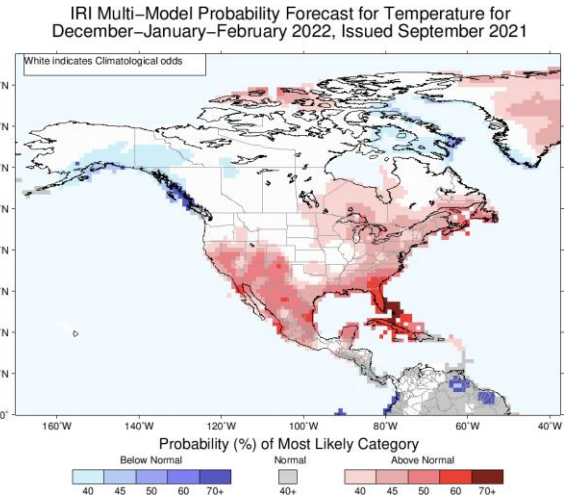 IRI Multi-Model Probability Forecast for Temperature for
December-January-February 2022, Issued September 2021
White indicates Climatological odds
N
N
N
N
N
N
N
N
0°
160°W 140°W 120°W 100°W 80°W 60°W 40°W
Probability (%) of Most Likely Category
Below Normal Normal Above Normal
40 45 50 60 70+ 40+ 40 45 50 60 70+